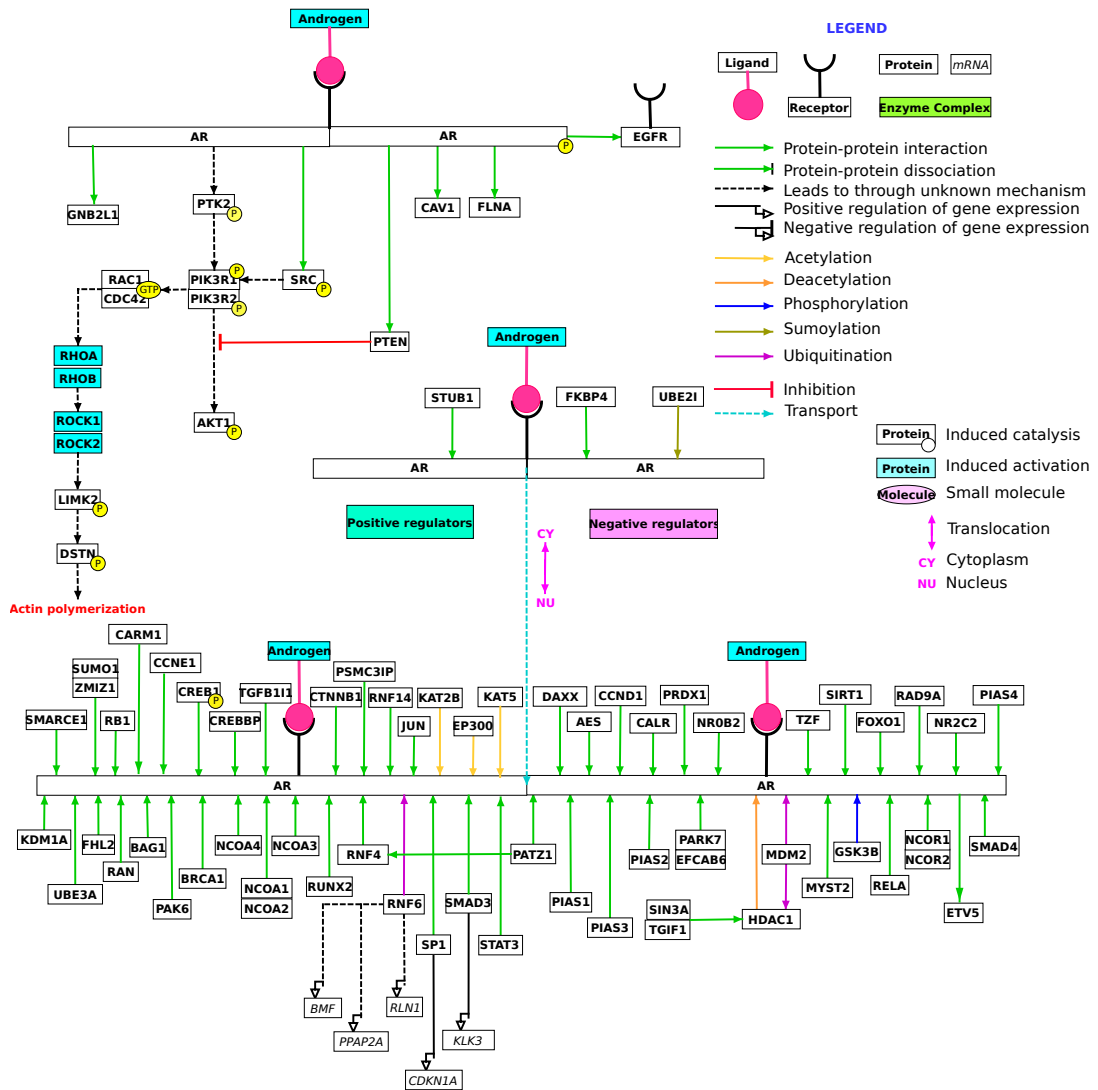 Androgen
LEGEND
Ligand
Receptor
Protein
mRNA
Enzyme Complex
AR
AR
P
EGFR
Protein-protein interaction
Protein-protein dissociation
Leads to through unknown mechanism
Positive regulation of gene expression
Negative regulation of gene expression
Acetylation
Deacetylation
Phosphorylation
Sumoylation
Ubiquitination
Inhibition
Transport
Protein
Induced catalysis
Protein
Induced activation
Molecule
Small molecule
Translocation
CY
Cytoplasm
NU
Nucleus
GNB2L1
PTK2
P
CAV1
FLNA
RAC1
CDC42
GTP
PIK3R1
P
PIK3R2
P
SRC
P
PTEN
RHOA
RHOB
ROCK1
ROCK2
AKT1
P
LIMK2
P
DSTN
P
Actin polymerization
Androgen
STUB1
FKBP4
UBE2I
AR
AR
Positive regulators
Negative regulators
CY
NU
CARM1
SUMO1
ZMIZ1
CCNE1
SMARCE1
RB1
CREB1
P
CREBBP
TGFB1I1
Androgen
CTNNB1
PSMC3IP
RNF14
JUN
KAT2B
EP300
KAT5
DAXX
AES
CCND1
CALR
PRDX1
NR0B2
Androgen
TZF
SIRT1
FOXO1
RAD9A
NR2C2
PIAS4
AR
AR
KDM1A
UBE3A
FHL2
RAN
BAG1
PAK6
BRCA1
NCOA4
NCOA1
NCOA2
NCOA3
RUNX2
RNF4
RNF6
SP1
SMAD3
STAT3
PATZ1
PIAS1
PIAS3
PIAS2
PARK7
EFCAB6
SIN3A
TGIF1
HDAC1
MDM2
MYST2
GSK3B
RELA
NCOR1
NCOR2
ETV5
SMAD4
BMF
PPAP2A
RLN1
CDKN1A
KLK3